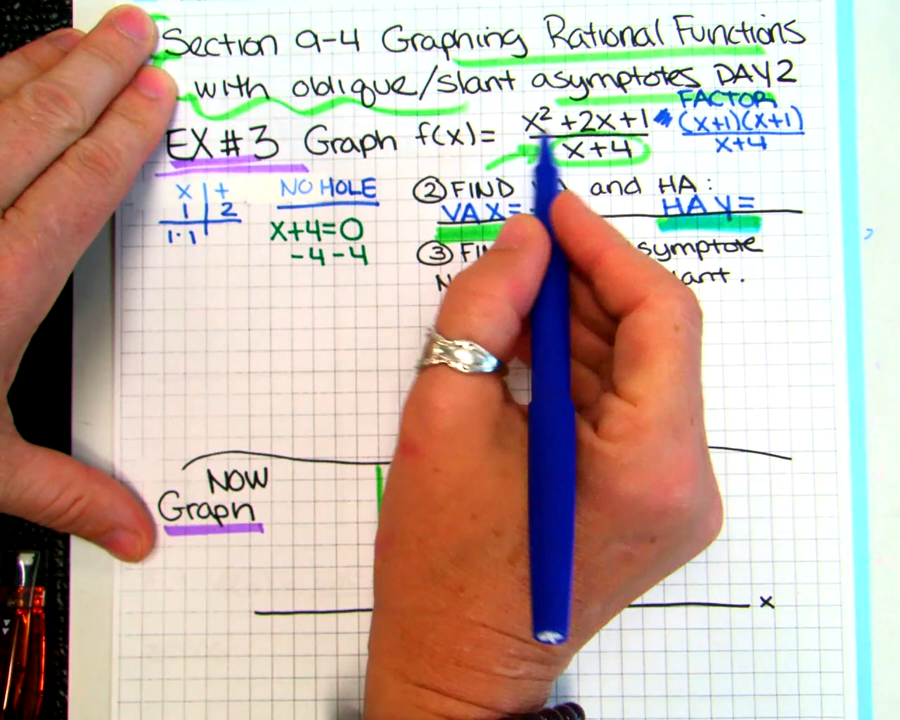 Section 9-4 Graphing Rational Functions
with oblique/slant asymptotes DAY 2
EX#3 Graph f(x)= x²+2x+1 / x+4
FACTOR
(x+1)(x+1)
x+4
x | +
1 | 2
1·1
NO HOLE
x+4=0
-4 -4
② FIND and HA:
VA X= HA Y=
③ symptote
ant.
NOW
Graph
x